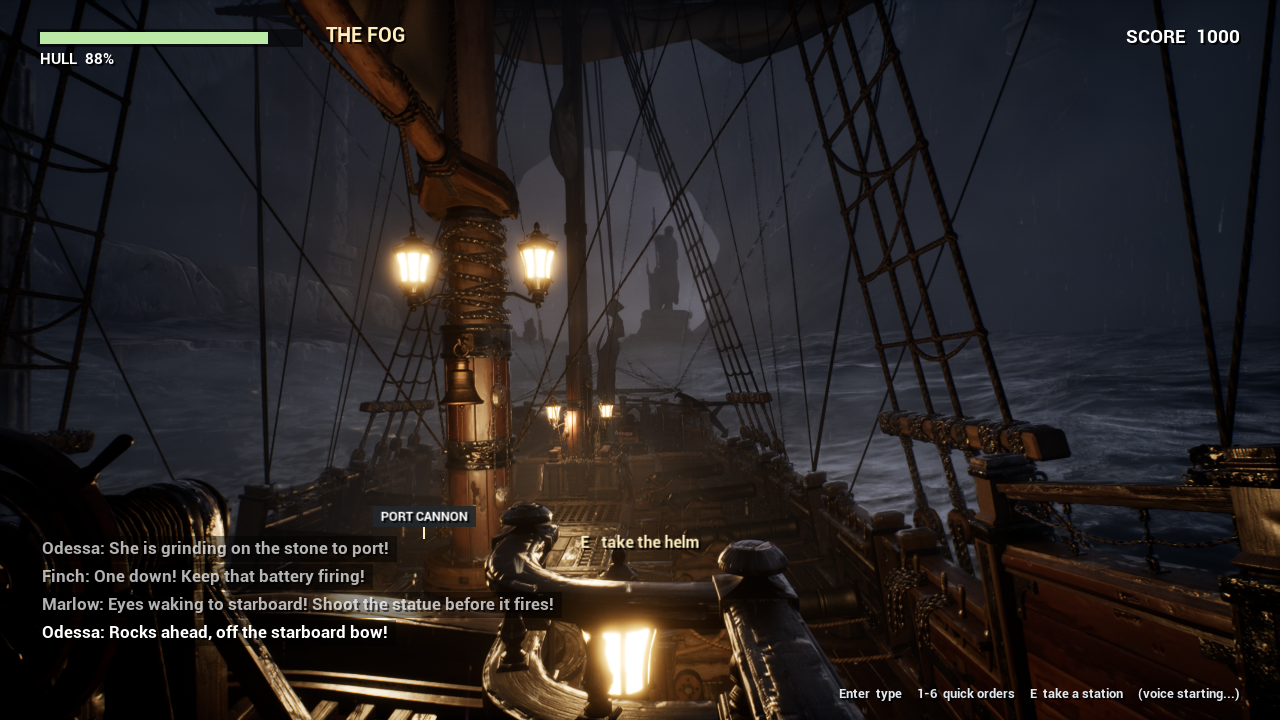 THE FOG
SCORE 1000
HULL 88%
PORT CANNON
E take the helm
Odessa: She is grinding on the stone to port!
Finch: One down! Keep that battery firing!
Marlow: Eyes waking to starboard! Shoot the statue before it fires!
Odessa: Rocks ahead, off the starboard bow!
Enter type 1-6 quick orders E take a station (voice starting...)